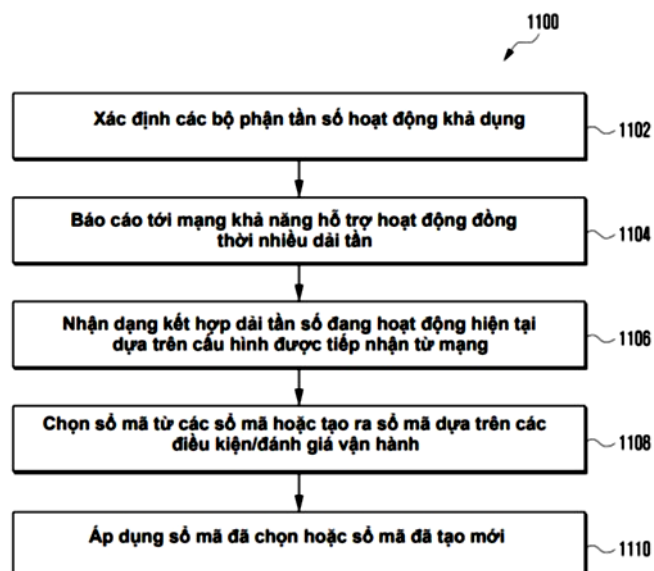 1100
Xác định các bộ phận tần số hoạt động khả dụng
1102
Báo cáo tới mạng khả năng hỗ trợ hoạt động đồng
thời nhiều dải tần
1104
Nhận dạng kết hợp dải tần số đang hoạt động hiện tại
dựa trên cấu hình được tiếp nhận từ mạng
1106
Chọn sổ mã từ các sổ mã hoặc tạo ra sổ mã dựa trên các
điều kiện/đánh giá vận hành
1108
Áp dụng sổ mã đã chọn hoặc sổ mã đã tạo mới
1110